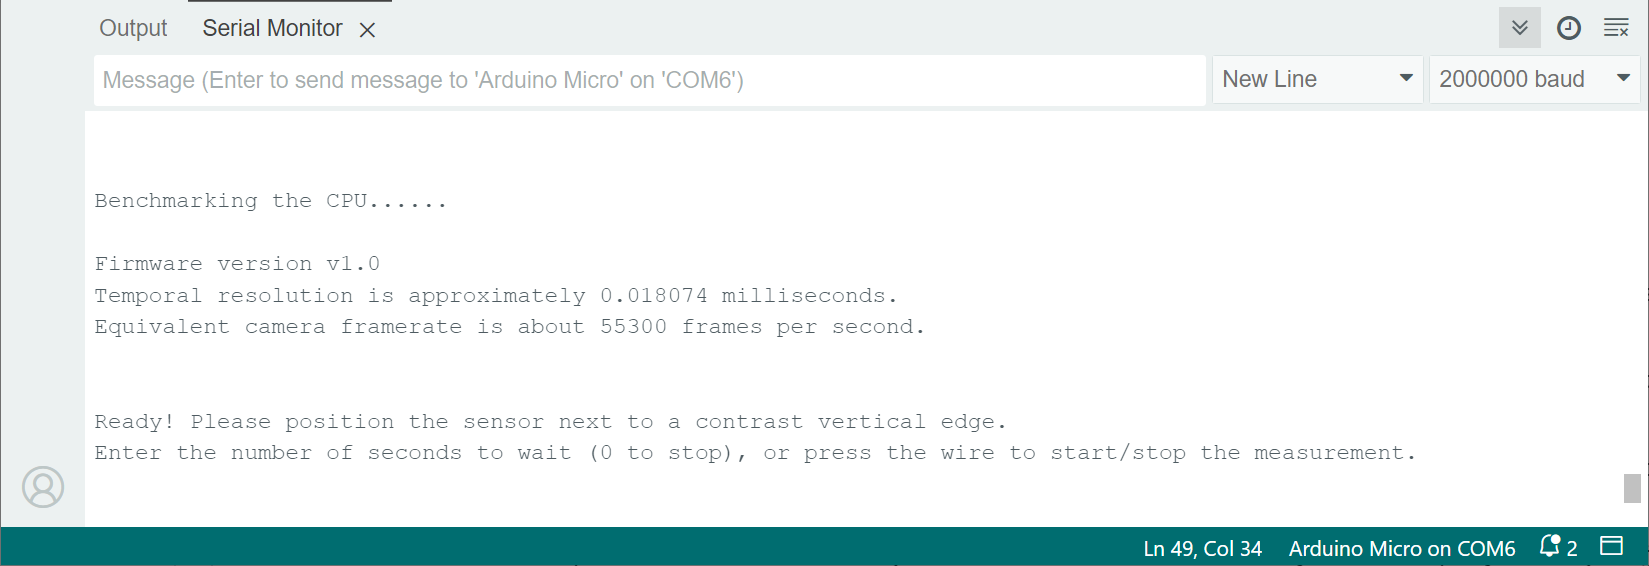 Output Serial Monitor
Message (Enter to send message to 'Arduino Micro' on 'COM6') New Line 2000000 baud
Benchmarking the CPU......
Firmware version v1.0
Temporal resolution is approximately 0.018074 milliseconds.
Equivalent camera framerate is about 55300 frames per second.
Ready! Please position the sensor next to a contrast vertical edge.
Enter the number of seconds to wait (0 to stop), or press the wire to start/stop the measurement.
Ln 49, Col 34 Arduino Micro on COM6 2